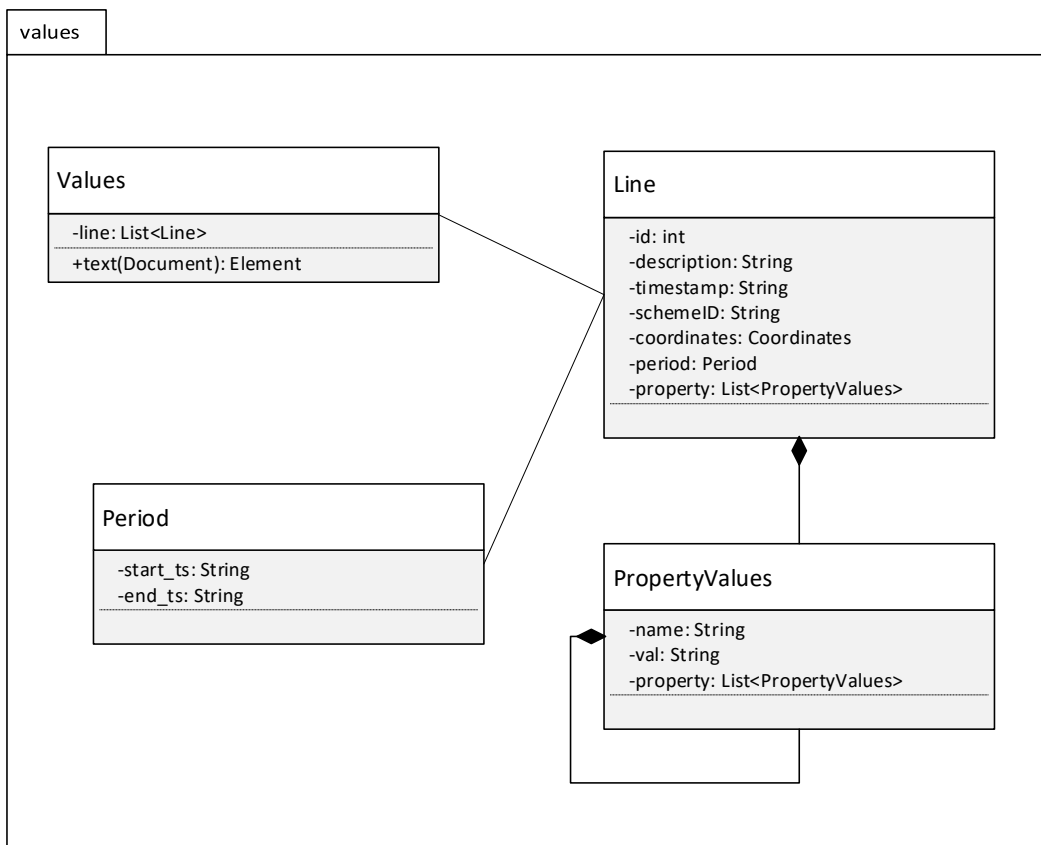 values
Values
-line: List<Line>
+text(Document): Element
Line
-id: int
-description: String
-timestamp: String
-schemeID: String
-coordinates: Coordinates
-period: Period
-property: List<PropertyValues>
Period
-start_ts: String
-end_ts: String
PropertyValues
-name: String
-val: String
-property: List<PropertyValues>